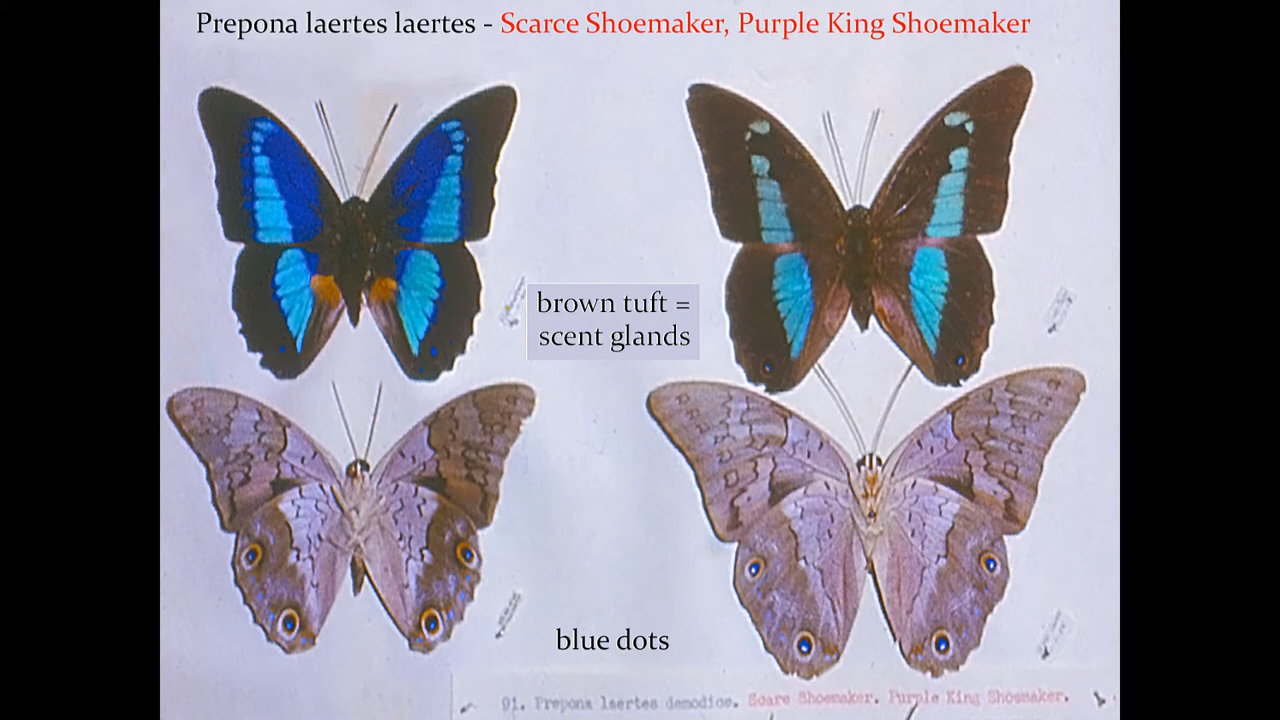 Prepona laertes laertes - Scarce Shoemaker, Purple King Shoemaker
brown tuft =
scent glands
blue dots
91. Prepona laertes demodice. Scare Shoemaker. Purple King Shoemaker.